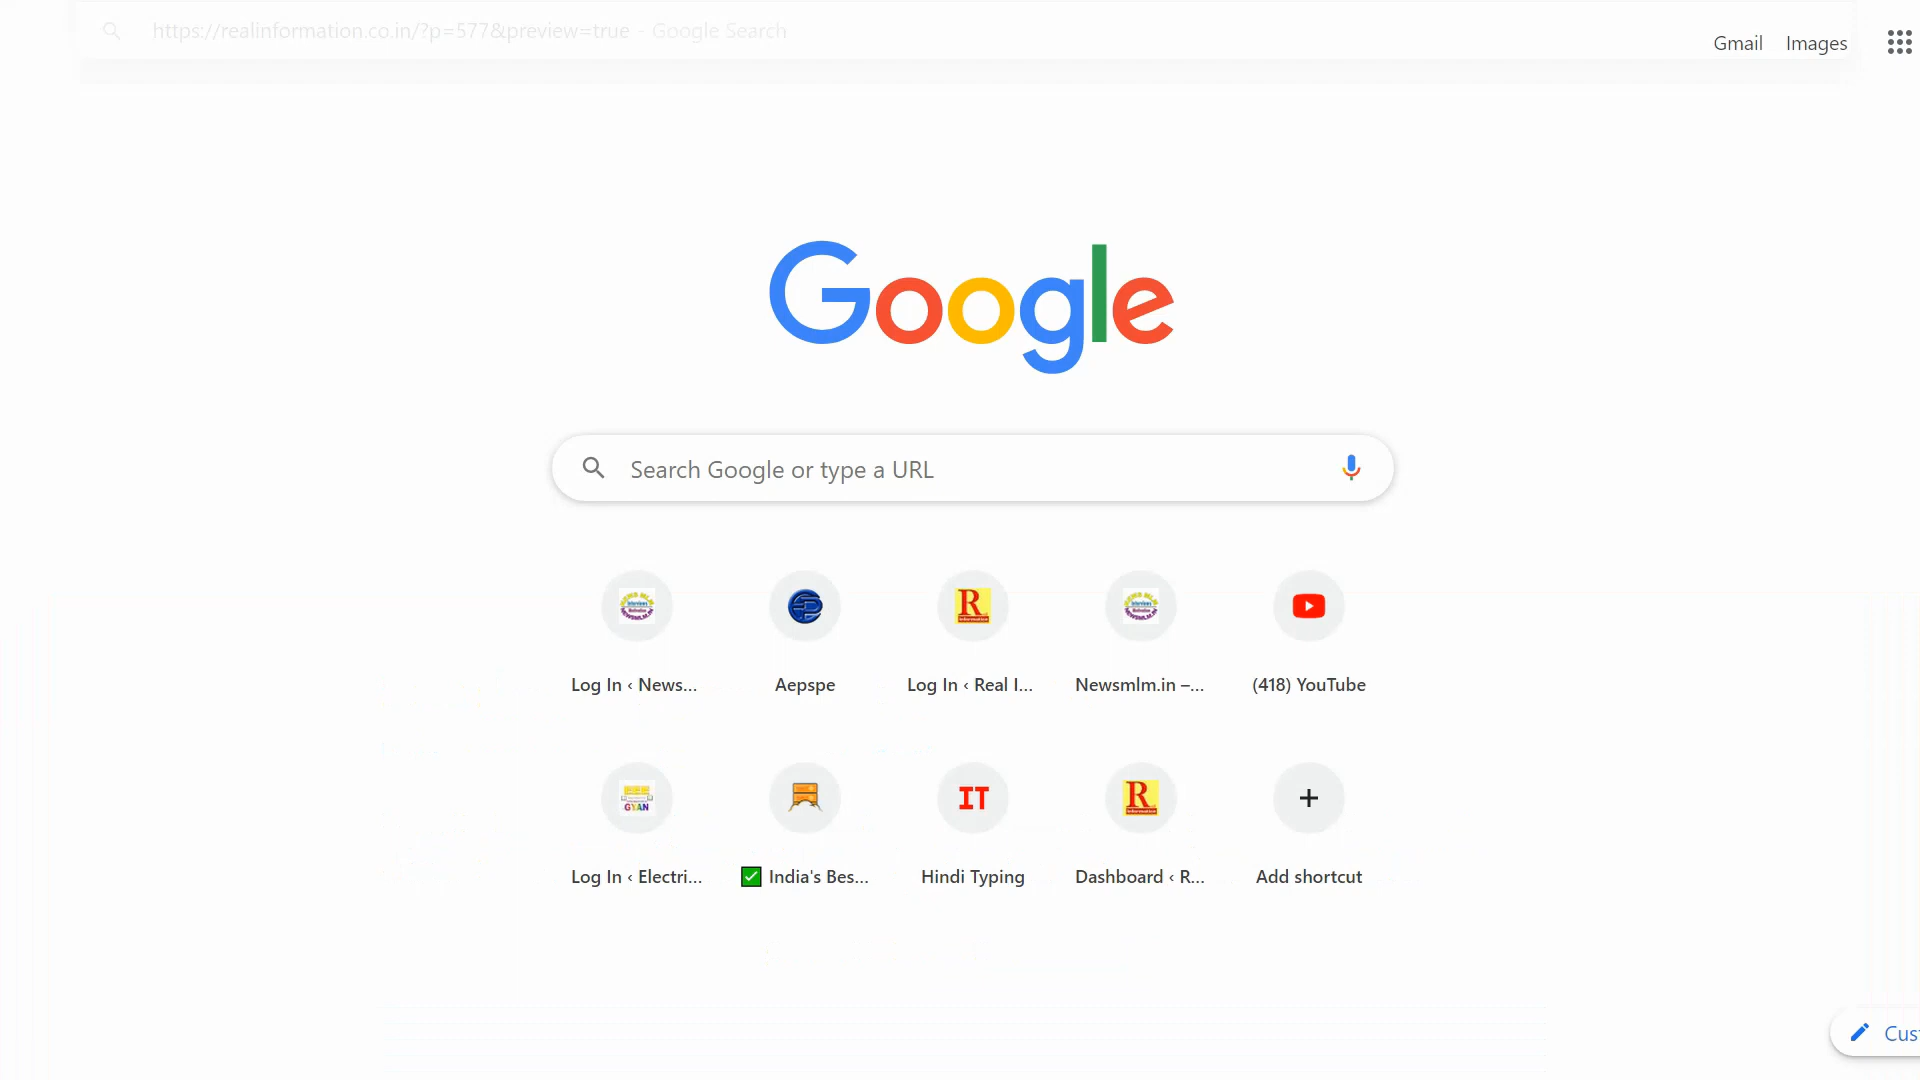 https://realinformation.co.in/?p=577&preview=true - Google Search
Gmail Images
Google
Search Google or type a URL
Log In ‹ News... Aepspe Log In ‹ Real I... Newsmlm.in –... (418) YouTube
GYAN IT
Log In ‹ Electri... ✅ India's Bes... Hindi Typing Dashboard ‹ R... Add shortcut
Cus